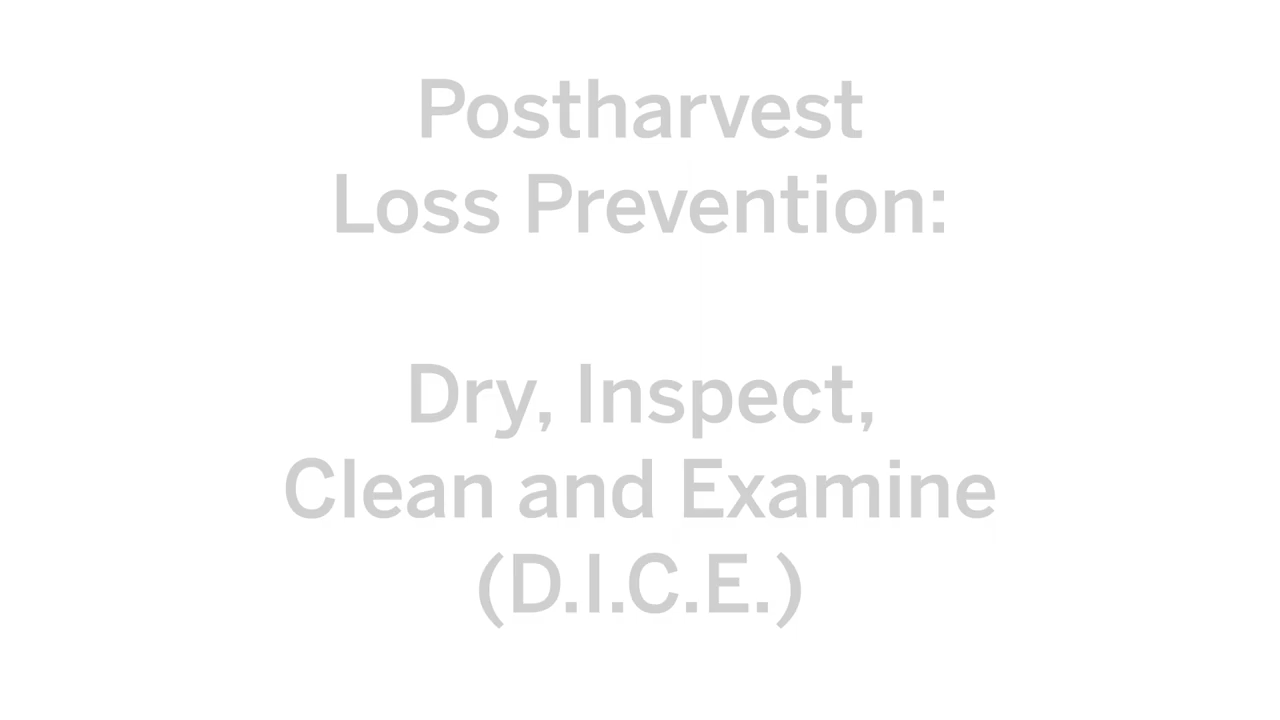 Postharvest
Loss Prevention:
Dry, Inspect,
Clean and Examine
(D.I.C.E.)